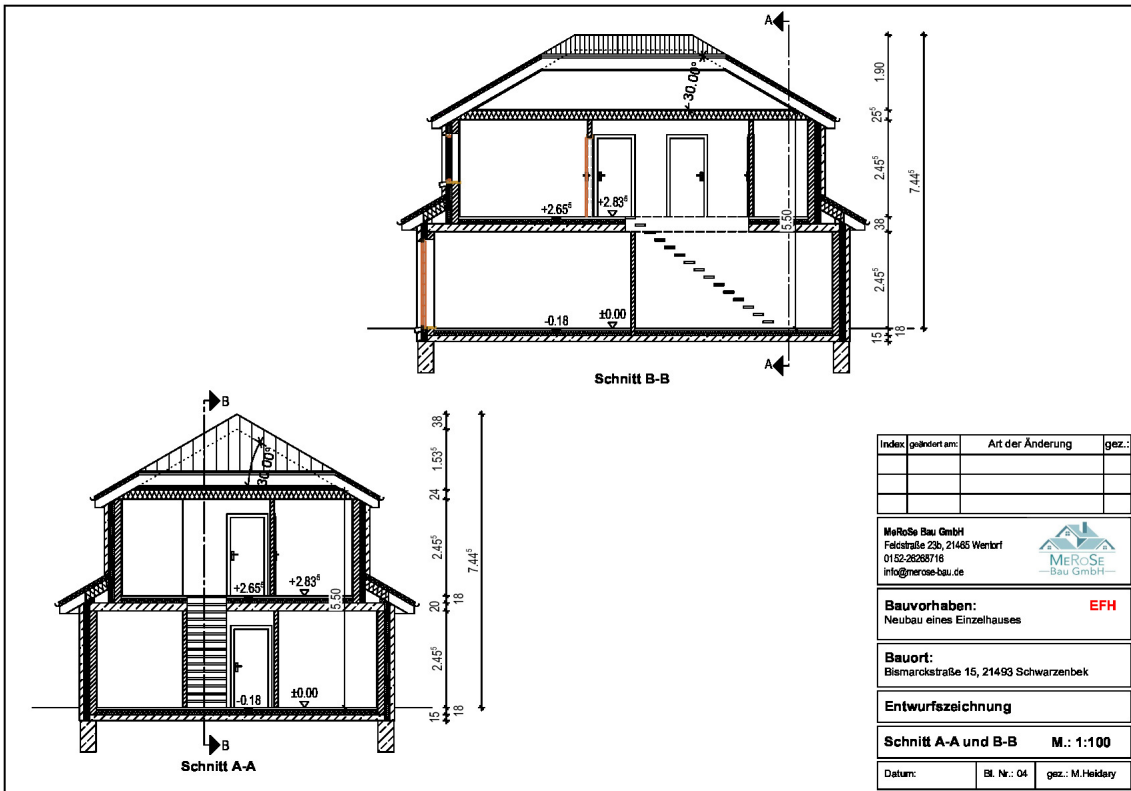 A
30.00°
1.90
25⁵
2.45⁵
7.44⁵
+2.65⁵
+2.83⁵
5.50
38
2.45⁵
-0.18
±0.00
18
15
A
Schnitt B-B
B
38
30.00°
1.53⁵
24
2.45⁵
7.44⁵
+2.65⁵
+2.83⁵
5.50
20
18
2.45⁵
-0.18
±0.00
15
18
B
Schnitt A-A
Index geändert am: Art der Änderung gez.:
MeRoSe Bau GmbH
Feldstraße 23b, 21465 Wentorf
0152-26268716
info@merose-bau.de
MEROSE
Bau GmbH
Bauvorhaben: EFH
Neubau eines Einzelhauses
Bauort:
Bismarckstraße 15, 21493 Schwarzenbek
Entwurfszeichnung
Schnitt A-A und B-B M.: 1:100
Datum: Bl. Nr.: 04 gez.: M.Heidary